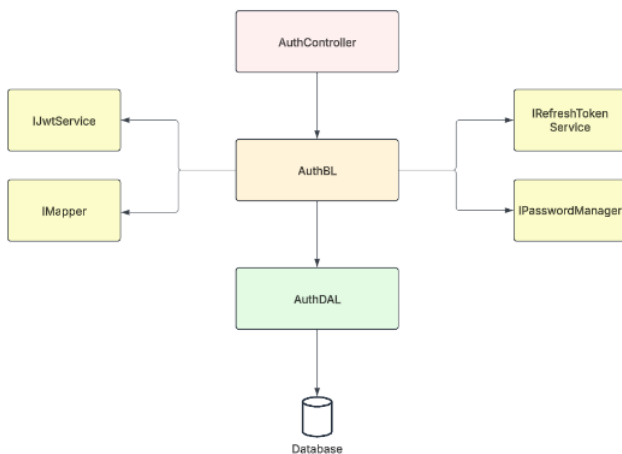 AuthController
IJwtService
IRefreshToken
Service
AuthBL
IMapper
IPasswordManager
AuthDAL
Database